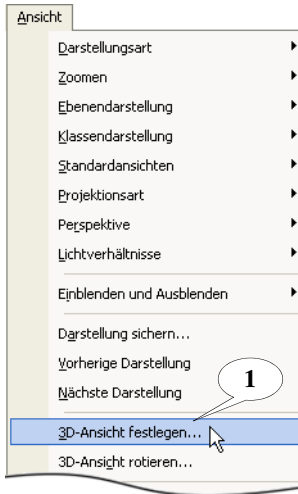 Ansicht
Darstellungsart
Zoomen
Ebenendarstellung
Klassendarstellung
Standardansichten
Projektionsart
Perspektive
Lichtverhältnisse
Einblenden und Ausblenden
Darstellung sichern...
Vorherige Darstellung
Nächste Darstellung
1
3D-Ansicht festlegen...
3D-Ansicht rotieren...